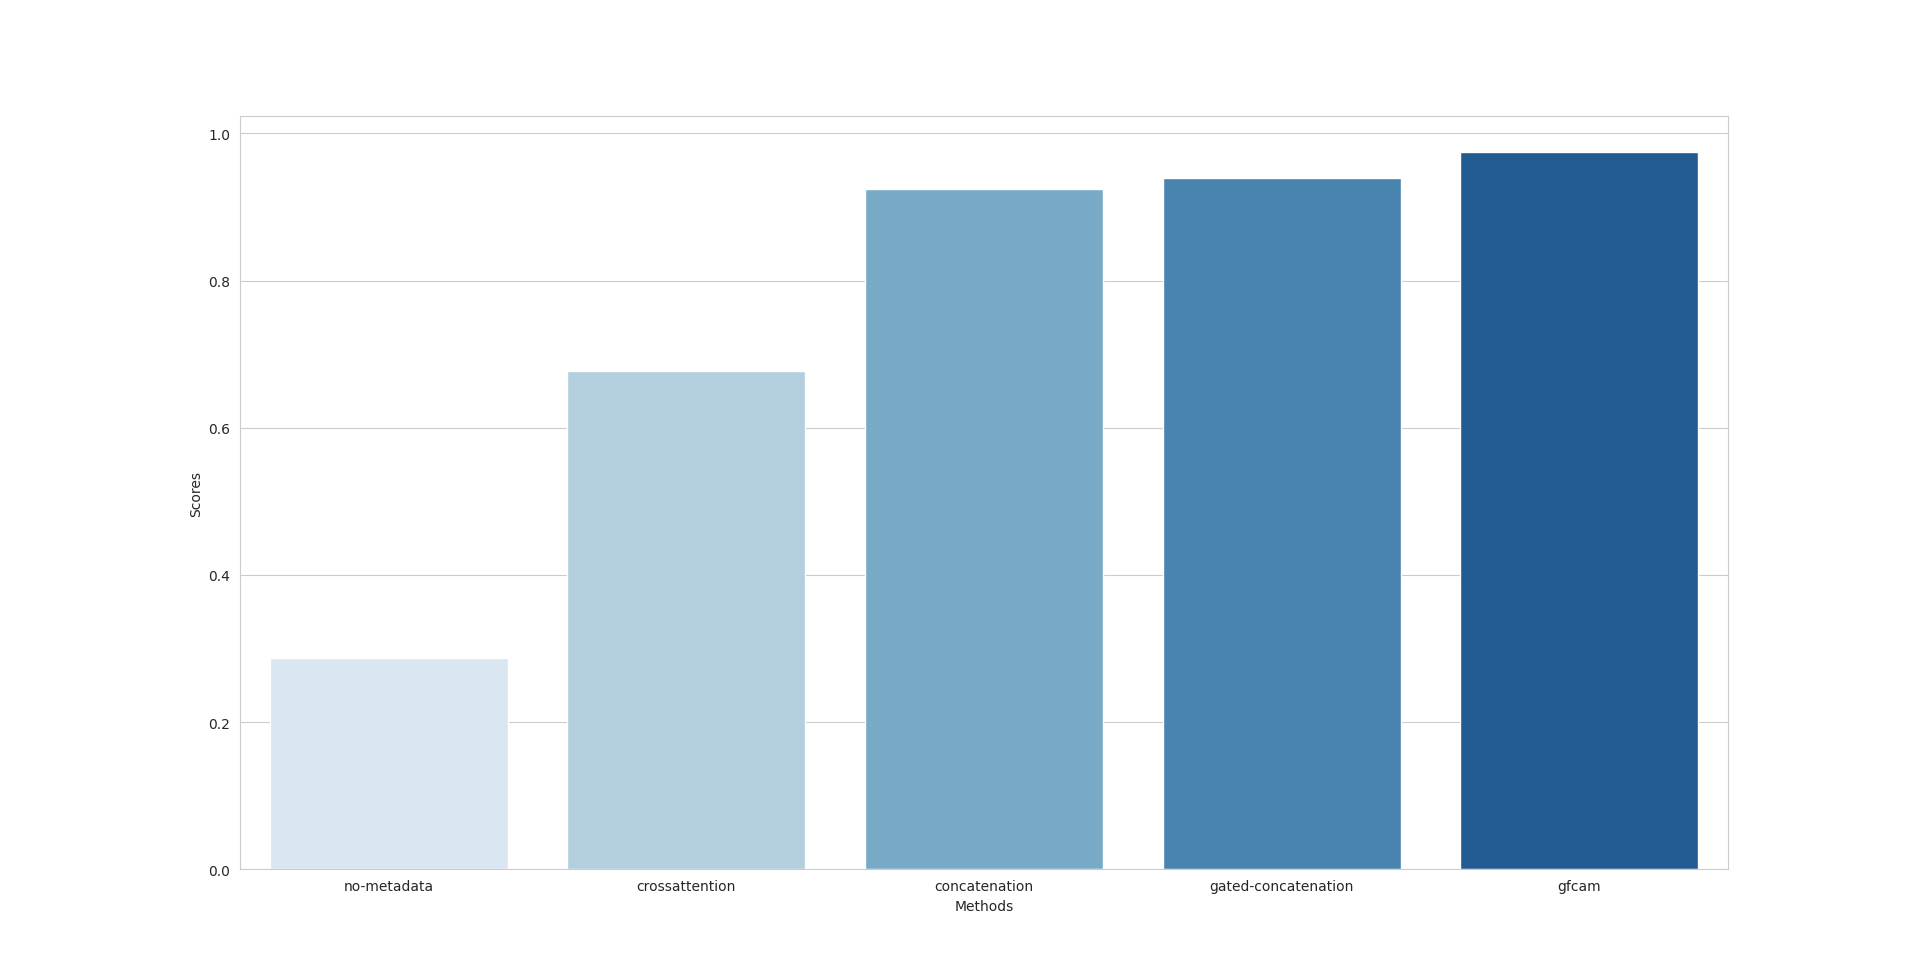 1.0
0.8
0.6
0.4
0.2
0.0
Scores
no-metadata crossattention concatenation gated-concatenation gfcam
Methods